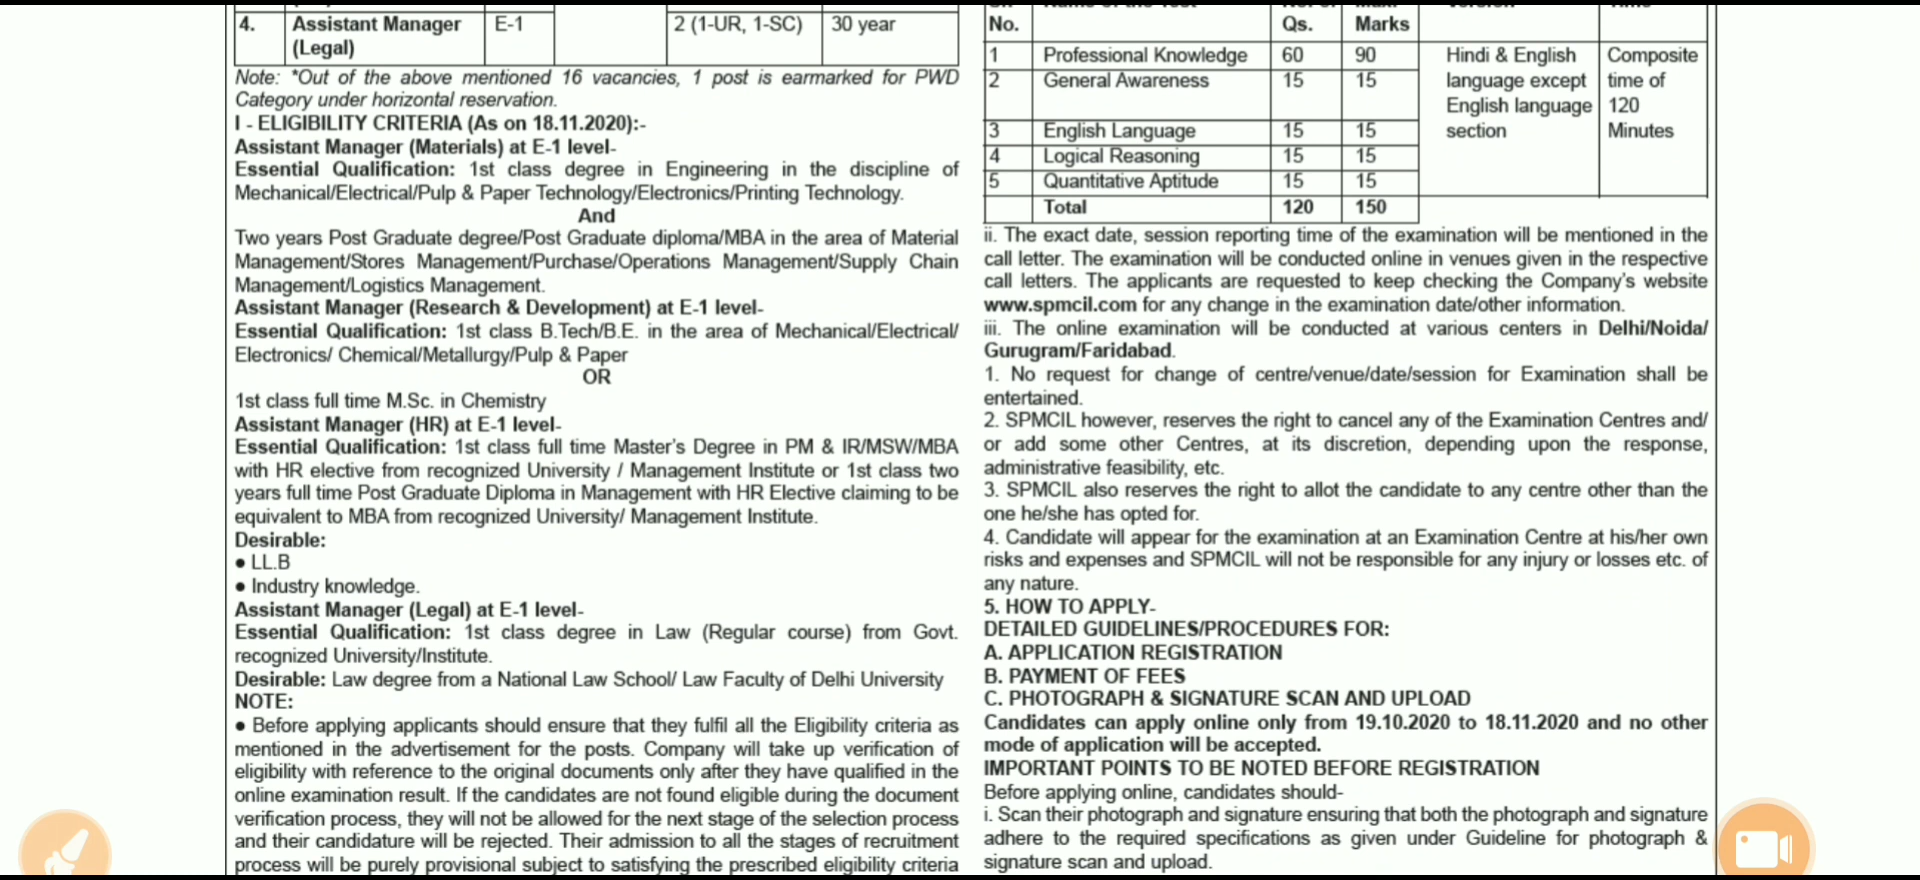 4. Assistant Manager E-1 2 (1-UR, 1-SC) 30 year
(Legal)
Note: *Out of the above mentioned 16 vacancies, 1 post is earmarked for PWD
Category under horizontal reservation.
I - ELIGIBILITY CRITERIA (As on 18.11.2020):-
Assistant Manager (Materials) at E-1 level-
Essential Qualification: 1st class degree in Engineering in the discipline of
Mechanical/Electrical/Pulp & Paper Technology/Electronics/Printing Technology.
And
Two years Post Graduate degree/Post Graduate diploma/MBA in the area of Material
Management/Stores Management/Purchase/Operations Management/Supply Chain
Management/Logistics Management.
Assistant Manager (Research & Development) at E-1 level-
Essential Qualification: 1st class B.Tech/B.E. in the area of Mechanical/Electrical/
Electronics/ Chemical/Metallurgy/Pulp & Paper
OR
1st class full time M.Sc. in Chemistry
Assistant Manager (HR) at E-1 level-
Essential Qualification: 1st class full time Master's Degree in PM & IR/MSW/MBA
with HR elective from recognized University / Management Institute or 1st class two
years full time Post Graduate Diploma in Management with HR Elective claiming to be
equivalent to MBA from recognized University/ Management Institute.
Desirable:
● LL.B
● Industry knowledge.
Assistant Manager (Legal) at E-1 level-
Essential Qualification: 1st class degree in Law (Regular course) from Govt.
recognized University/Institute.
Desirable: Law degree from a National Law School/ Law Faculty of Delhi University
NOTE:
● Before applying applicants should ensure that they fulfil all the Eligibility criteria as
mentioned in the advertisement for the posts. Company will take up verification of
eligibility with reference to the original documents only after they have qualified in the
online examination result. If the candidates are not found eligible during the document
verification process, they will not be allowed for the next stage of the selection process
and their candidature will be rejected. Their admission to all the stages of recruitment
process will be purely provisional subject to satisfying the prescribed eligibility criteria
No. Qs. Marks
1 Professional Knowledge 60 90 Hindi & English Composite
2 General Awareness 15 15 language except time of
English language 120
3 English Language 15 15 section Minutes
4 Logical Reasoning 15 15
5 Quantitative Aptitude 15 15
Total 120 150
ii. The exact date, session reporting time of the examination will be mentioned in the
call letter. The examination will be conducted online in venues given in the respective
call letters. The applicants are requested to keep checking the Company's website
www.spmcil.com for any change in the examination date/other information.
iii. The online examination will be conducted at various centers in Delhi/Noida/
Gurugram/Faridabad.
1. No request for change of centre/venue/date/session for Examination shall be
entertained.
2. SPMCIL however, reserves the right to cancel any of the Examination Centres and/
or add some other Centres, at its discretion, depending upon the response,
administrative feasibility, etc.
3. SPMCIL also reserves the right to allot the candidate to any centre other than the
one he/she has opted for.
4. Candidate will appear for the examination at an Examination Centre at his/her own
risks and expenses and SPMCIL will not be responsible for any injury or losses etc. of
any nature.
5. HOW TO APPLY-
DETAILED GUIDELINES/PROCEDURES FOR:
A. APPLICATION REGISTRATION
B. PAYMENT OF FEES
C. PHOTOGRAPH & SIGNATURE SCAN AND UPLOAD
Candidates can apply online only from 19.10.2020 to 18.11.2020 and no other
mode of application will be accepted.
IMPORTANT POINTS TO BE NOTED BEFORE REGISTRATION
Before applying online, candidates should-
i. Scan their photograph and signature ensuring that both the photograph and signature
adhere to the required specifications as given under Guideline for photograph &
signature scan and upload.